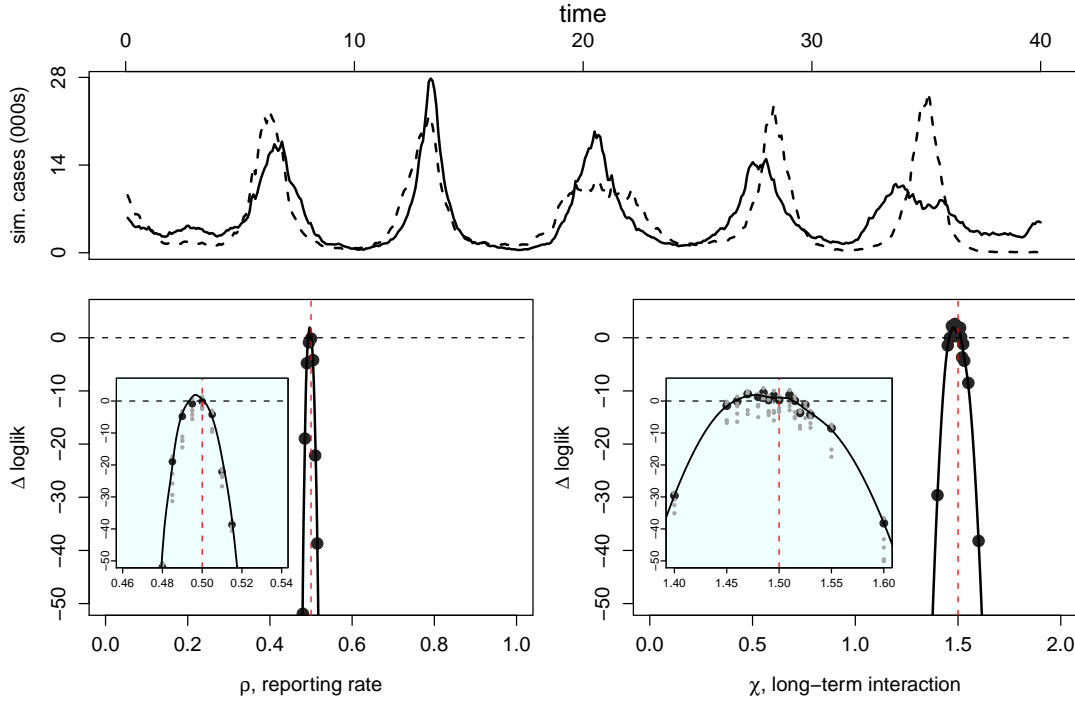 time
0 10 20 30 40
sim. cases (000s)
28
14
0
Δ loglik
0
−10
−20
−30
−40
−50
0
−10
−20
−30
−40
−50
0.46 0.48 0.50 0.52 0.54
0.0 0.2 0.4 0.6 0.8 1.0
ρ, reporting rate
Δ loglik
0
−10
−20
−30
−40
−50
0
−10
−20
−30
−40
−50
1.40 1.45 1.50 1.55 1.60
0.0 0.5 1.0 1.5 2.0
χ, long−term interaction